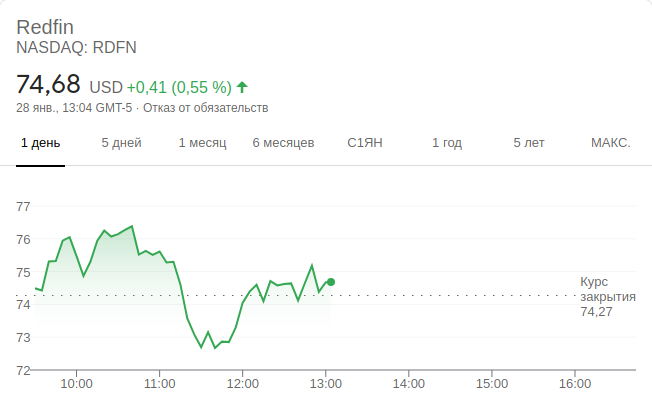 Redfin
NASDAQ: RDFN
74,68 USD +0,41 (0,55 %)
28 янв., 13:04 GMT-5 · Отказ от обязательств
1 день 5 дней 1 месяц 6 месяцев С1ЯН 1 год 5 лет МАКС.
77
76
75
74
73
72
Курс
закрытия
74,27
10:00 11:00 12:00 13:00 14:00 15:00 16:00